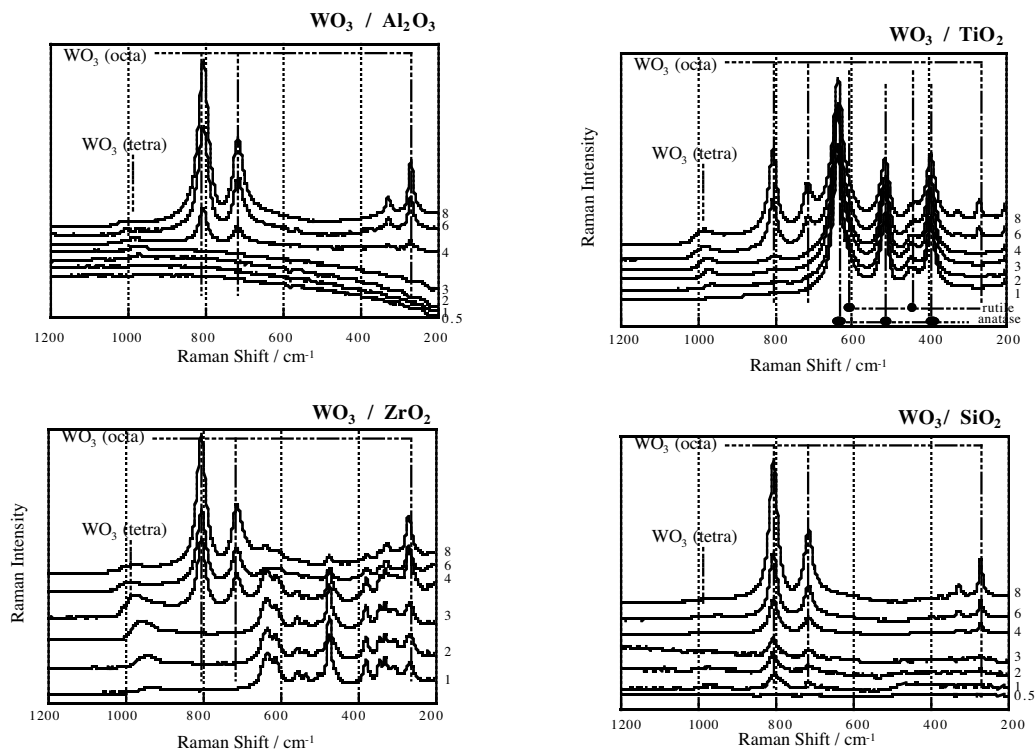 WO3 / Al2O3
WO3 (octa)
WO3 (tetra)
8
6
4
3
2
1
0.5
1200 1000 800 600 400 200
Raman Shift / cm-1
WO3 / TiO2
WO3 (octa)
WO3 (tetra)
Raman Intensity
8
6
4
3
2
1
rutile
anatase
1200 1000 800 600 400 200
Raman Shift / cm-1
WO3 / ZrO2
WO3 (octa)
WO3 (tetra)
Raman Intensity
8
6
4
3
2
1
1200 1000 800 600 400 200
Raman Shift / cm-1
WO3/ SiO2
WO3 (octa)
WO3 (tetra)
Raman Intensity
8
6
4
3
2
1
0.5
1200 1000 800 600 400 200
Raman Shift / cm-1